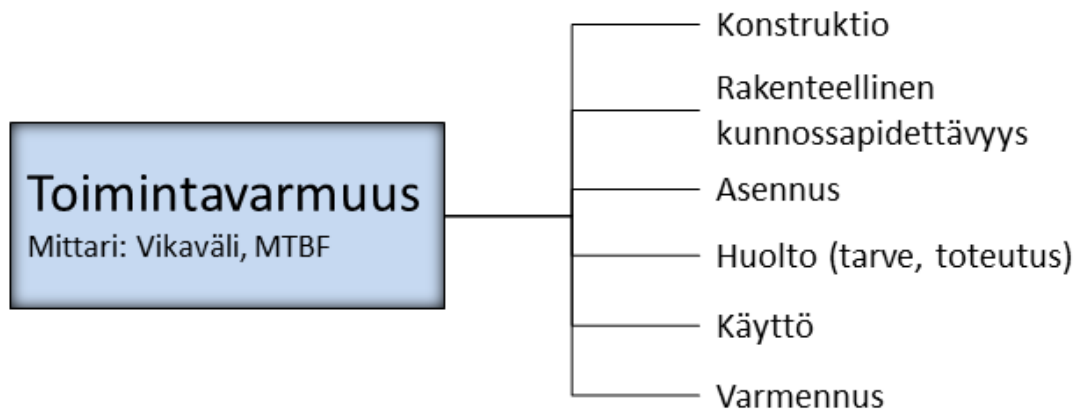 Toimintavarmuus
Mittari: Vikaväli, MTBF
Konstruktio
Rakenteellinen
kunnossapidettävyys
Asennus
Huolto (tarve, toteutus)
Käyttö
Varmennus